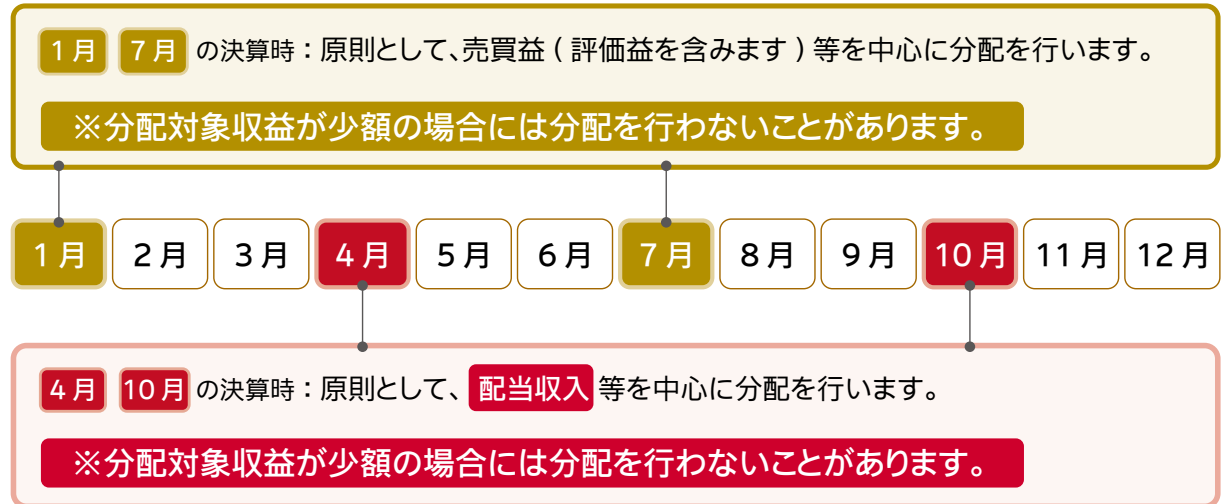 1月 7月 の決算時：原則として、売買益(評価益を含みます)等を中心に分配を行います。
※分配対象収益が少額の場合には分配を行わないことがあります。
1月 2月 3月 4月 5月 6月 7月 8月 9月 10月 11月 12月
4月 10月 の決算時：原則として、配当収入等を中心に分配を行います。
※分配対象収益が少額の場合には分配を行わないことがあります。